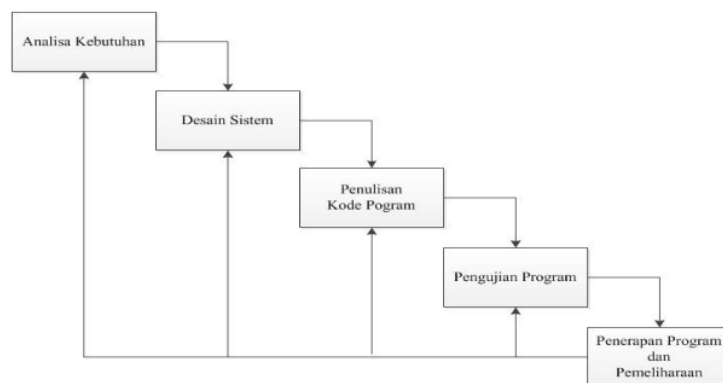 Analisa Kebutuhan
Desain Sistem
Penulisan
Kode Pogram
Pengujian Program
Penerapan Program
dan
Pemeliharaan